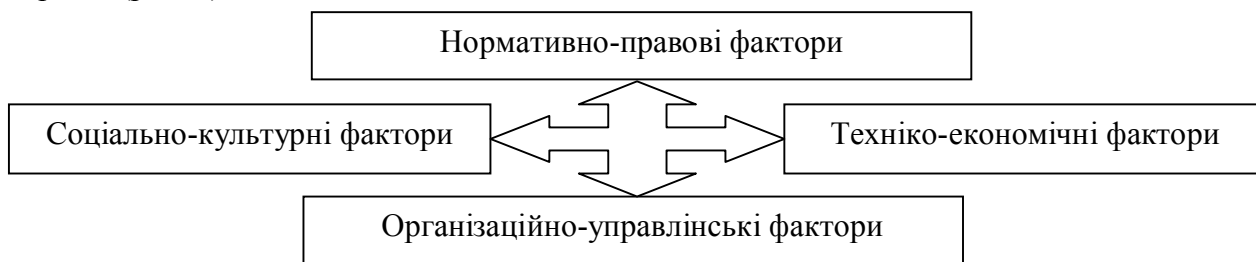 Нормативно-правові фактори
Соціально-культурні фактори
Техніко-економічні фактори
Організаційно-управлінські фактори